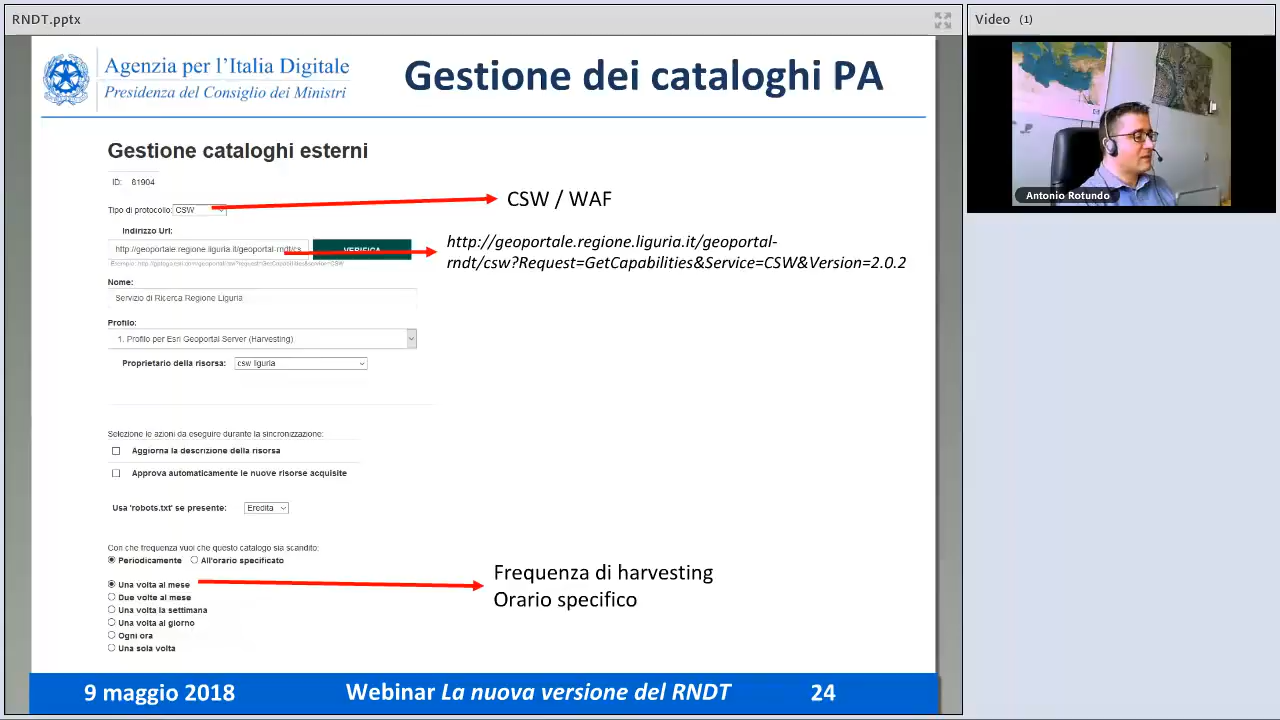 RNDT.pptx
Video (1)
Agenzia per l'Italia Digitale
Presidenza del Consiglio dei Ministri
Gestione dei cataloghi PA
Antonio Rotundo
Gestione cataloghi esterni
ID: 61904
Tipo di protocollo: CSW
CSW / WAF
Indirizzo Url:
http://geoportale.regione.liguria.it/geoportal-rndt/cs
VERIFICA
http://geoportale.regione.liguria.it/geoportal-
rndt/csw?Request=GetCapabilities&Service=CSW&Version=2.0.2
Nome:
Servizio di Ricerca Regione Liguria
Profilo:
1. Profilo per Esri Geoportal Server (Harvesting)
Proprietario della risorsa: csw liguria
Selezione le azioni da eseguire durante la sincronizzazione:
Aggiorna la descrizione della risorsa
Approva automaticamente le nuove risorse acquisite
Usa 'robots.txt' se presente: Eredita
Con che frequenza vuoi che questo catalogo sia scandito:
Periodicamente All'orario specificato
Una volta al mese
Due volte al mese
Una volta la settimana
Una volta al giorno
Ogni ora
Una sola volta
Frequenza di harvesting
Orario specifico
9 maggio 2018
Webinar La nuova versione del RNDT
24